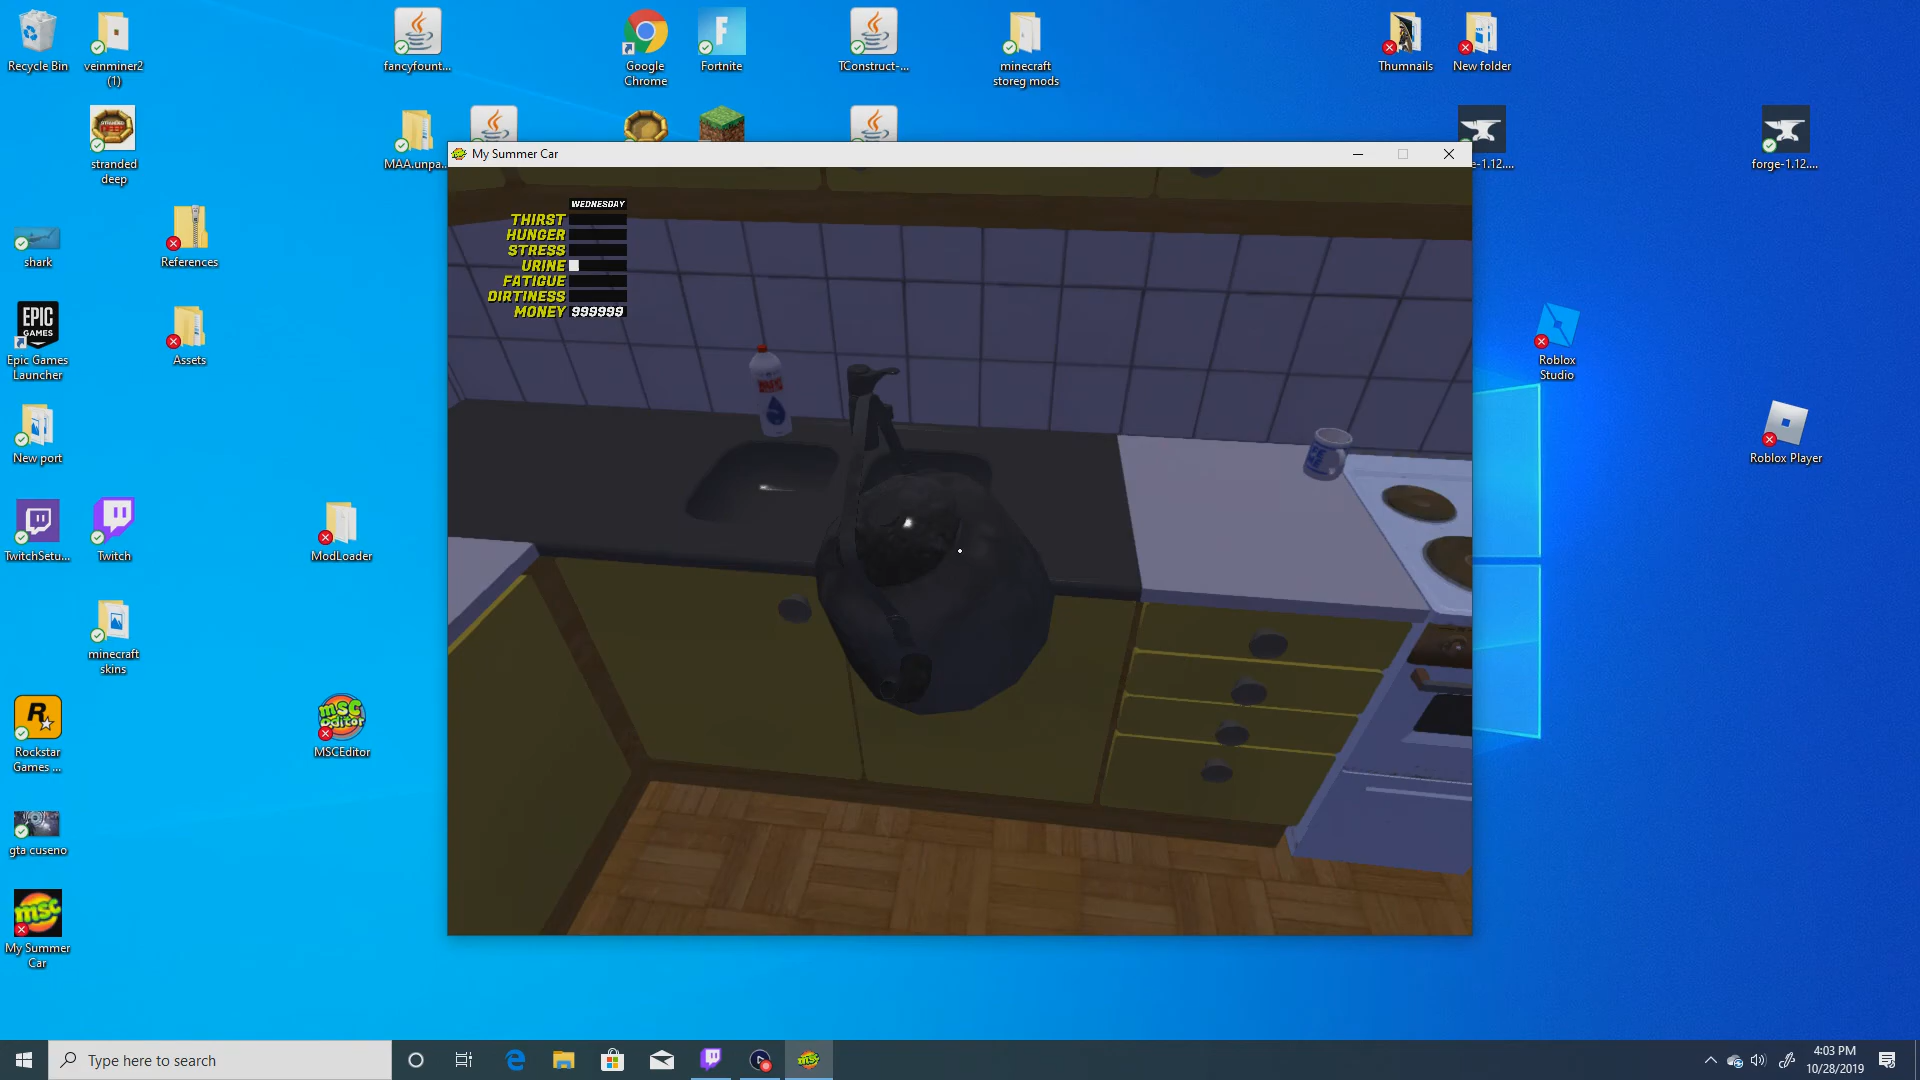 Recycle Bin
veinminer2
(1)
fancyfount...
Google
Chrome
Fortnite
TConstruct-...
minecraft
storeg mods
Thumnails
New folder
stranded
deep
MAA.unpa...
e-1.12....
forge-1.12....
My Summer Car
WEDNESDAY
THIRST
HUNGER
STRESS
URINE
FATIGUE
DIRTINESS
MONEY 999999
shark
References
EPIC
GAMES
Epic Games
Launcher
Assets
Roblox
Studio
New port
Roblox Player
TwitchSetu...
Twitch
ModLoader
minecraft
skins
Rockstar
Games ...
msc
editor
MSCEditor
gta cuseno
msc
My Summer
Car
Type here to search
4:03 PM
10/28/2019